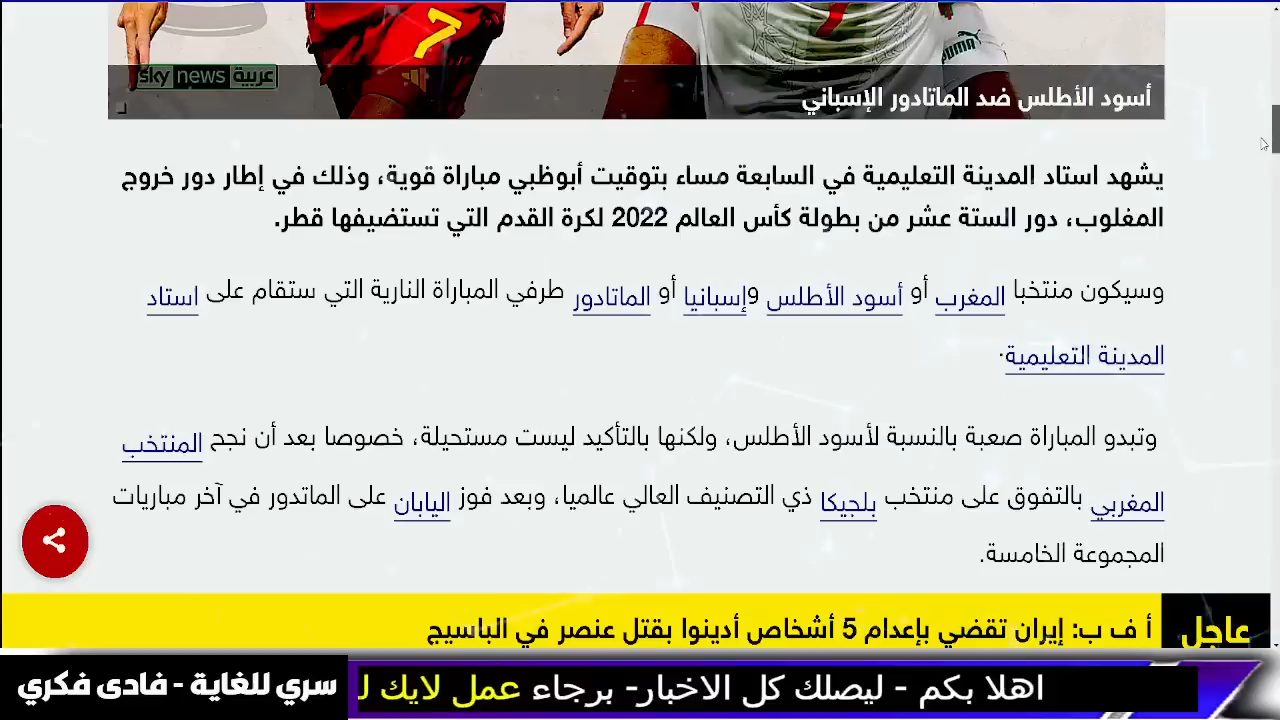 7
7
PUMA
sky news عربية
أسود الأطلس ضد الماتادور الإسباني
يشهد استاد المدينة التعليمية في السابعة مساء بتوقيت أبوظبي مباراة قوية، وذلك في إطار دور خروج
المغلوب، دور الستة عشر من بطولة كأس العالم 2022 لكرة القدم التي تستضيفها قطر.
وسيكون منتخبا المغرب أو أسود الأطلس وإسبانيا أو الماتادور طرفي المباراة النارية التي ستقام على استاد
المدينة التعليمية.
وتبدو المباراة صعبة بالنسبة لأسود الأطلس، ولكنها بالتأكيد ليست مستحيلة، خصوصا بعد أن نجح المنتخب
المغربي بالتفوق على منتخب بلجيكا ذي التصنيف العالي عالميا، وبعد فوز اليابان على الماتدور في آخر مباريات
المجموعة الخامسة.
عاجل أ ف ب: إيران تقضي بإعدام 5 أشخاص أدينوا بقتل عنصر في الباسيج
اهلا بكم - ليصلك كل الاخبار- برجاء عمل لايك ل
سري للغاية - فادى فكري